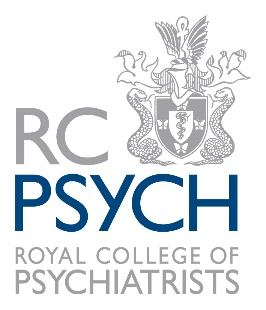 RC
PSYCH
ROYAL COLLEGE OF
PSYCHIATRISTS